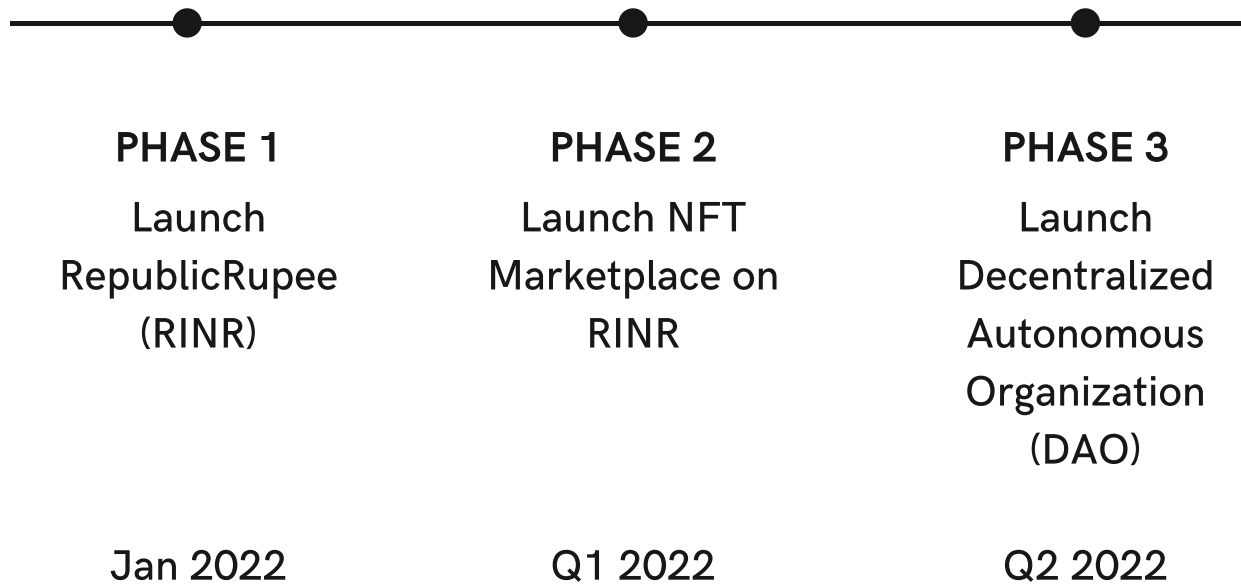 PHASE 1
Launch
RepublicRupee
(RINR)
Jan 2022
PHASE 2
Launch NFT
Marketplace on
RINR
Q1 2022
PHASE 3
Launch
Decentralized
Autonomous
Organization
(DAO)
Q2 2022